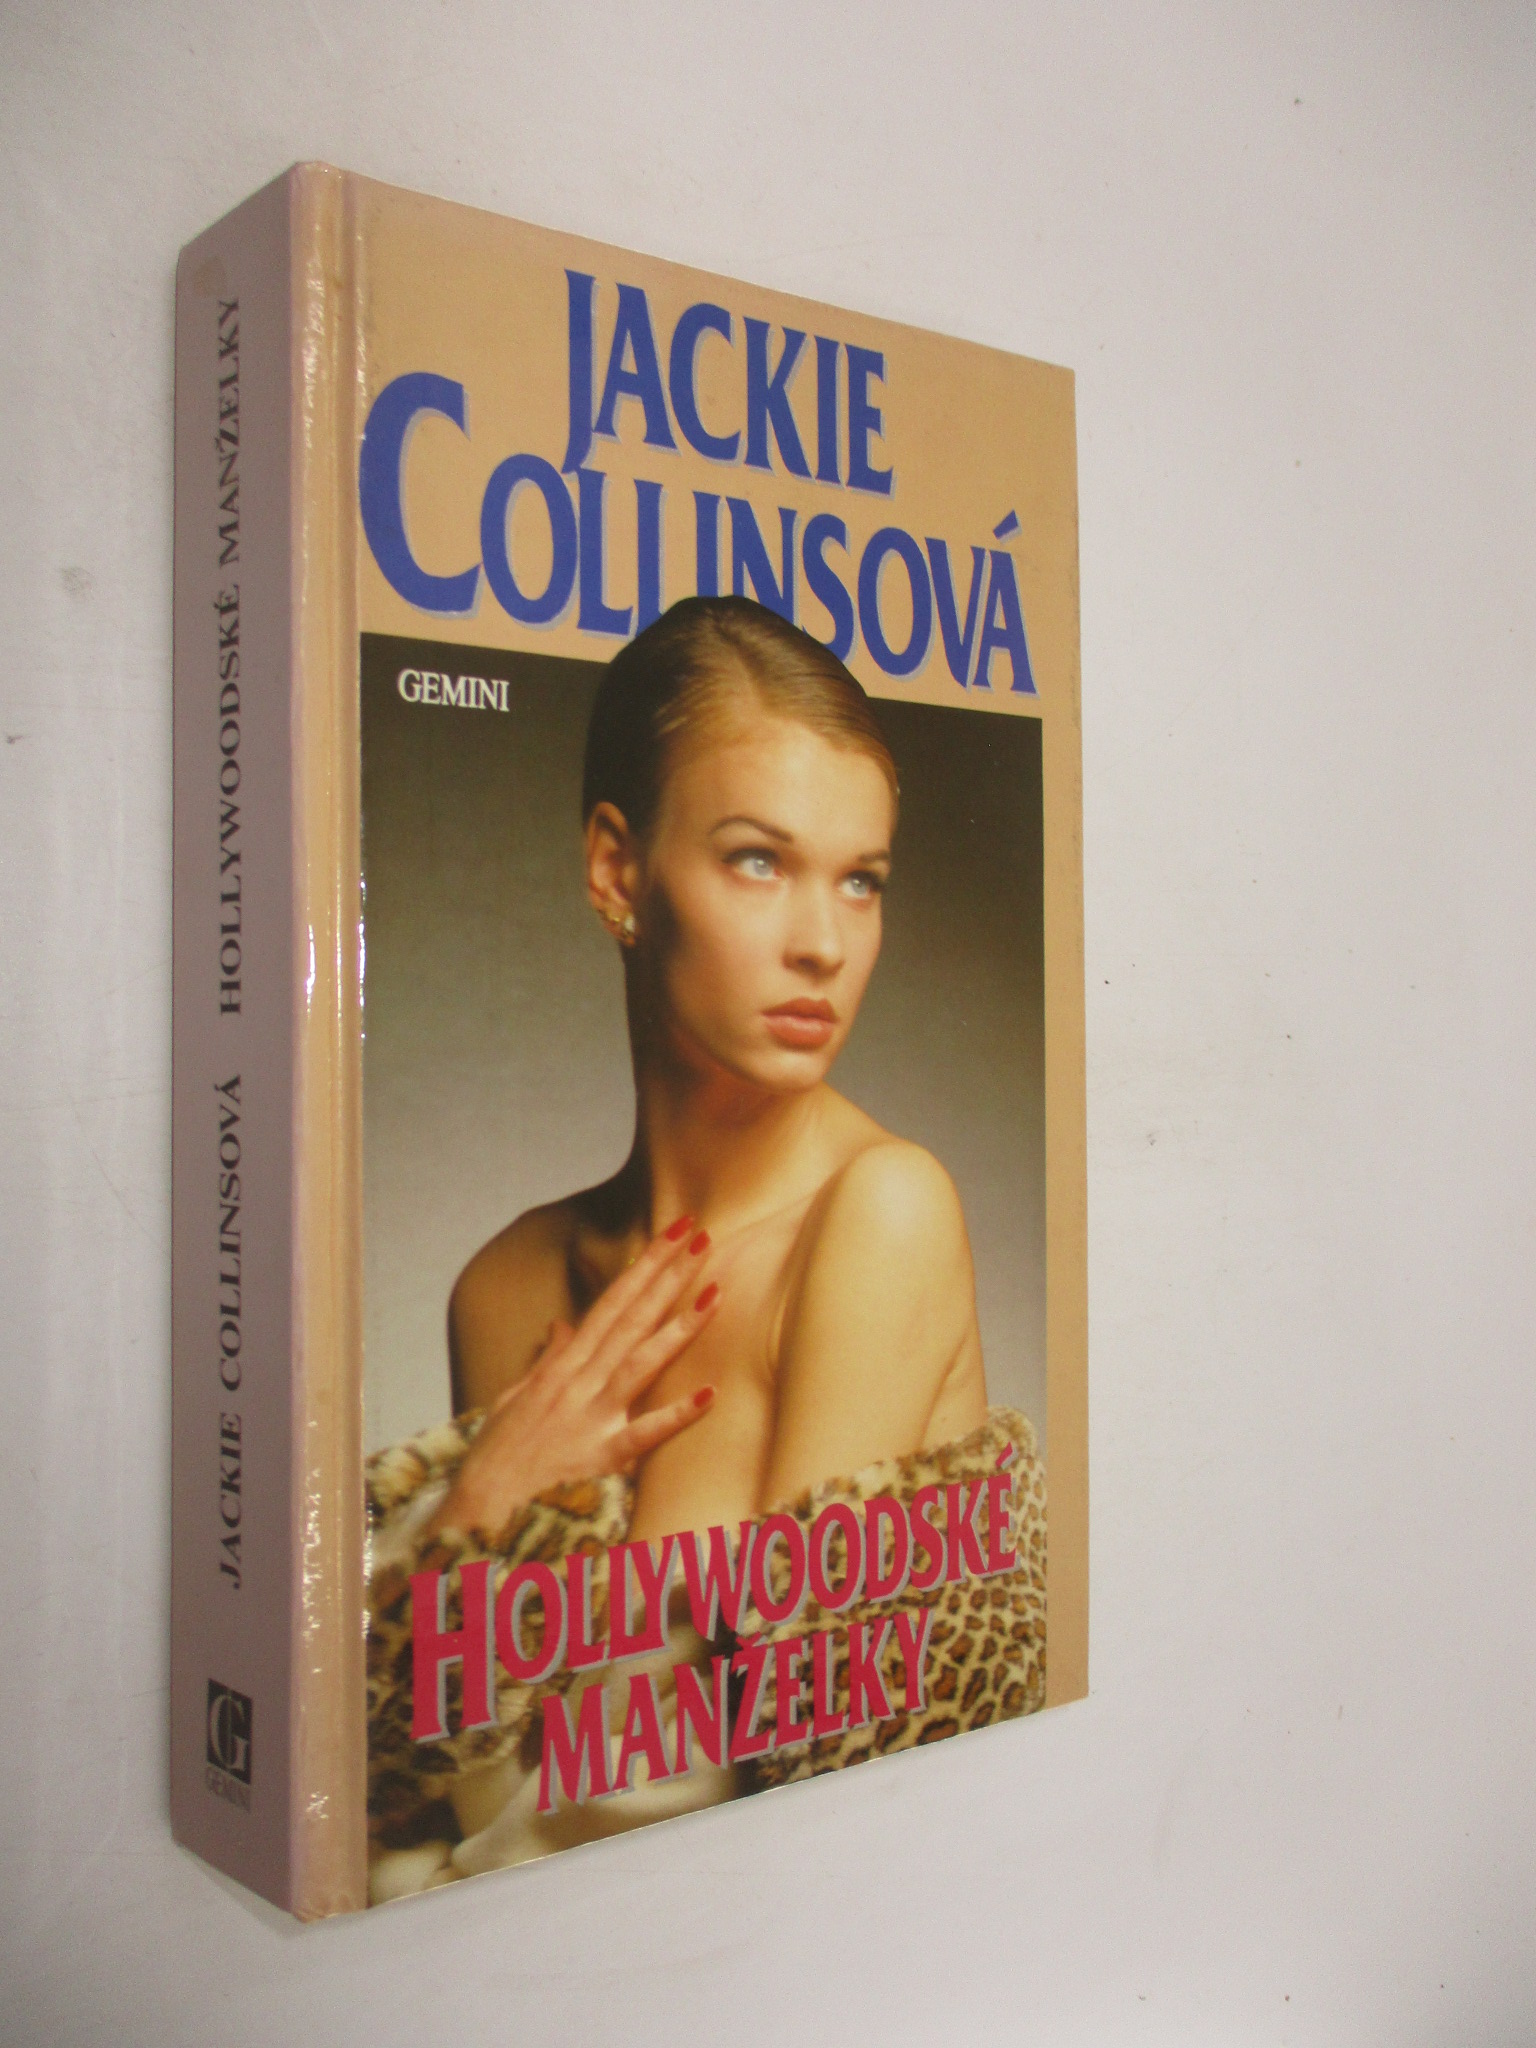 JACKIE
COLLINSOVÁ
GEMINI
HOLLYWOODSKÉ
MANŽELKY
JACKIE COLLINSOVÁ HOLLYWOODSKÉ MANŽELKY
G
GEMINI